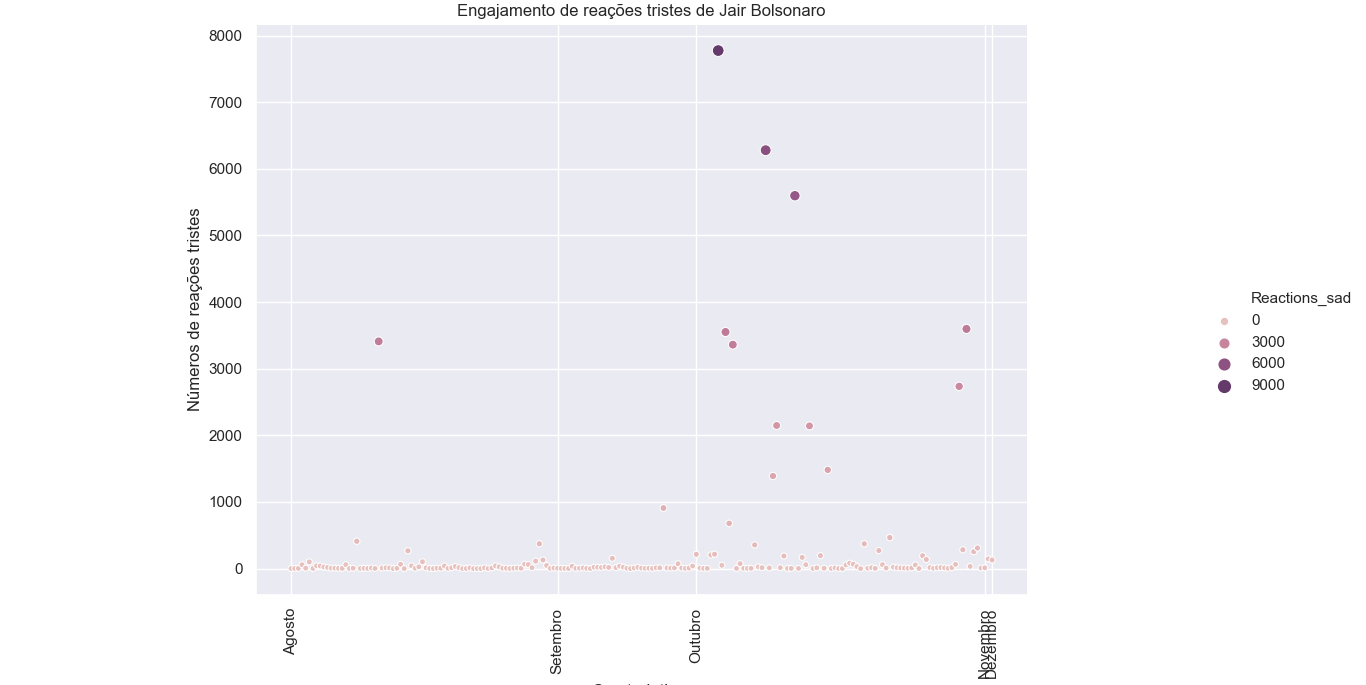 Engajamento de reações tristes de Jair Bolsonaro
8000
7000
6000
5000
4000
3000
2000
1000
0
Números de reações tristes
Agosto
Setembro
Outubro
Novembro
Dezembro
Reactions_sad
0
3000
6000
9000